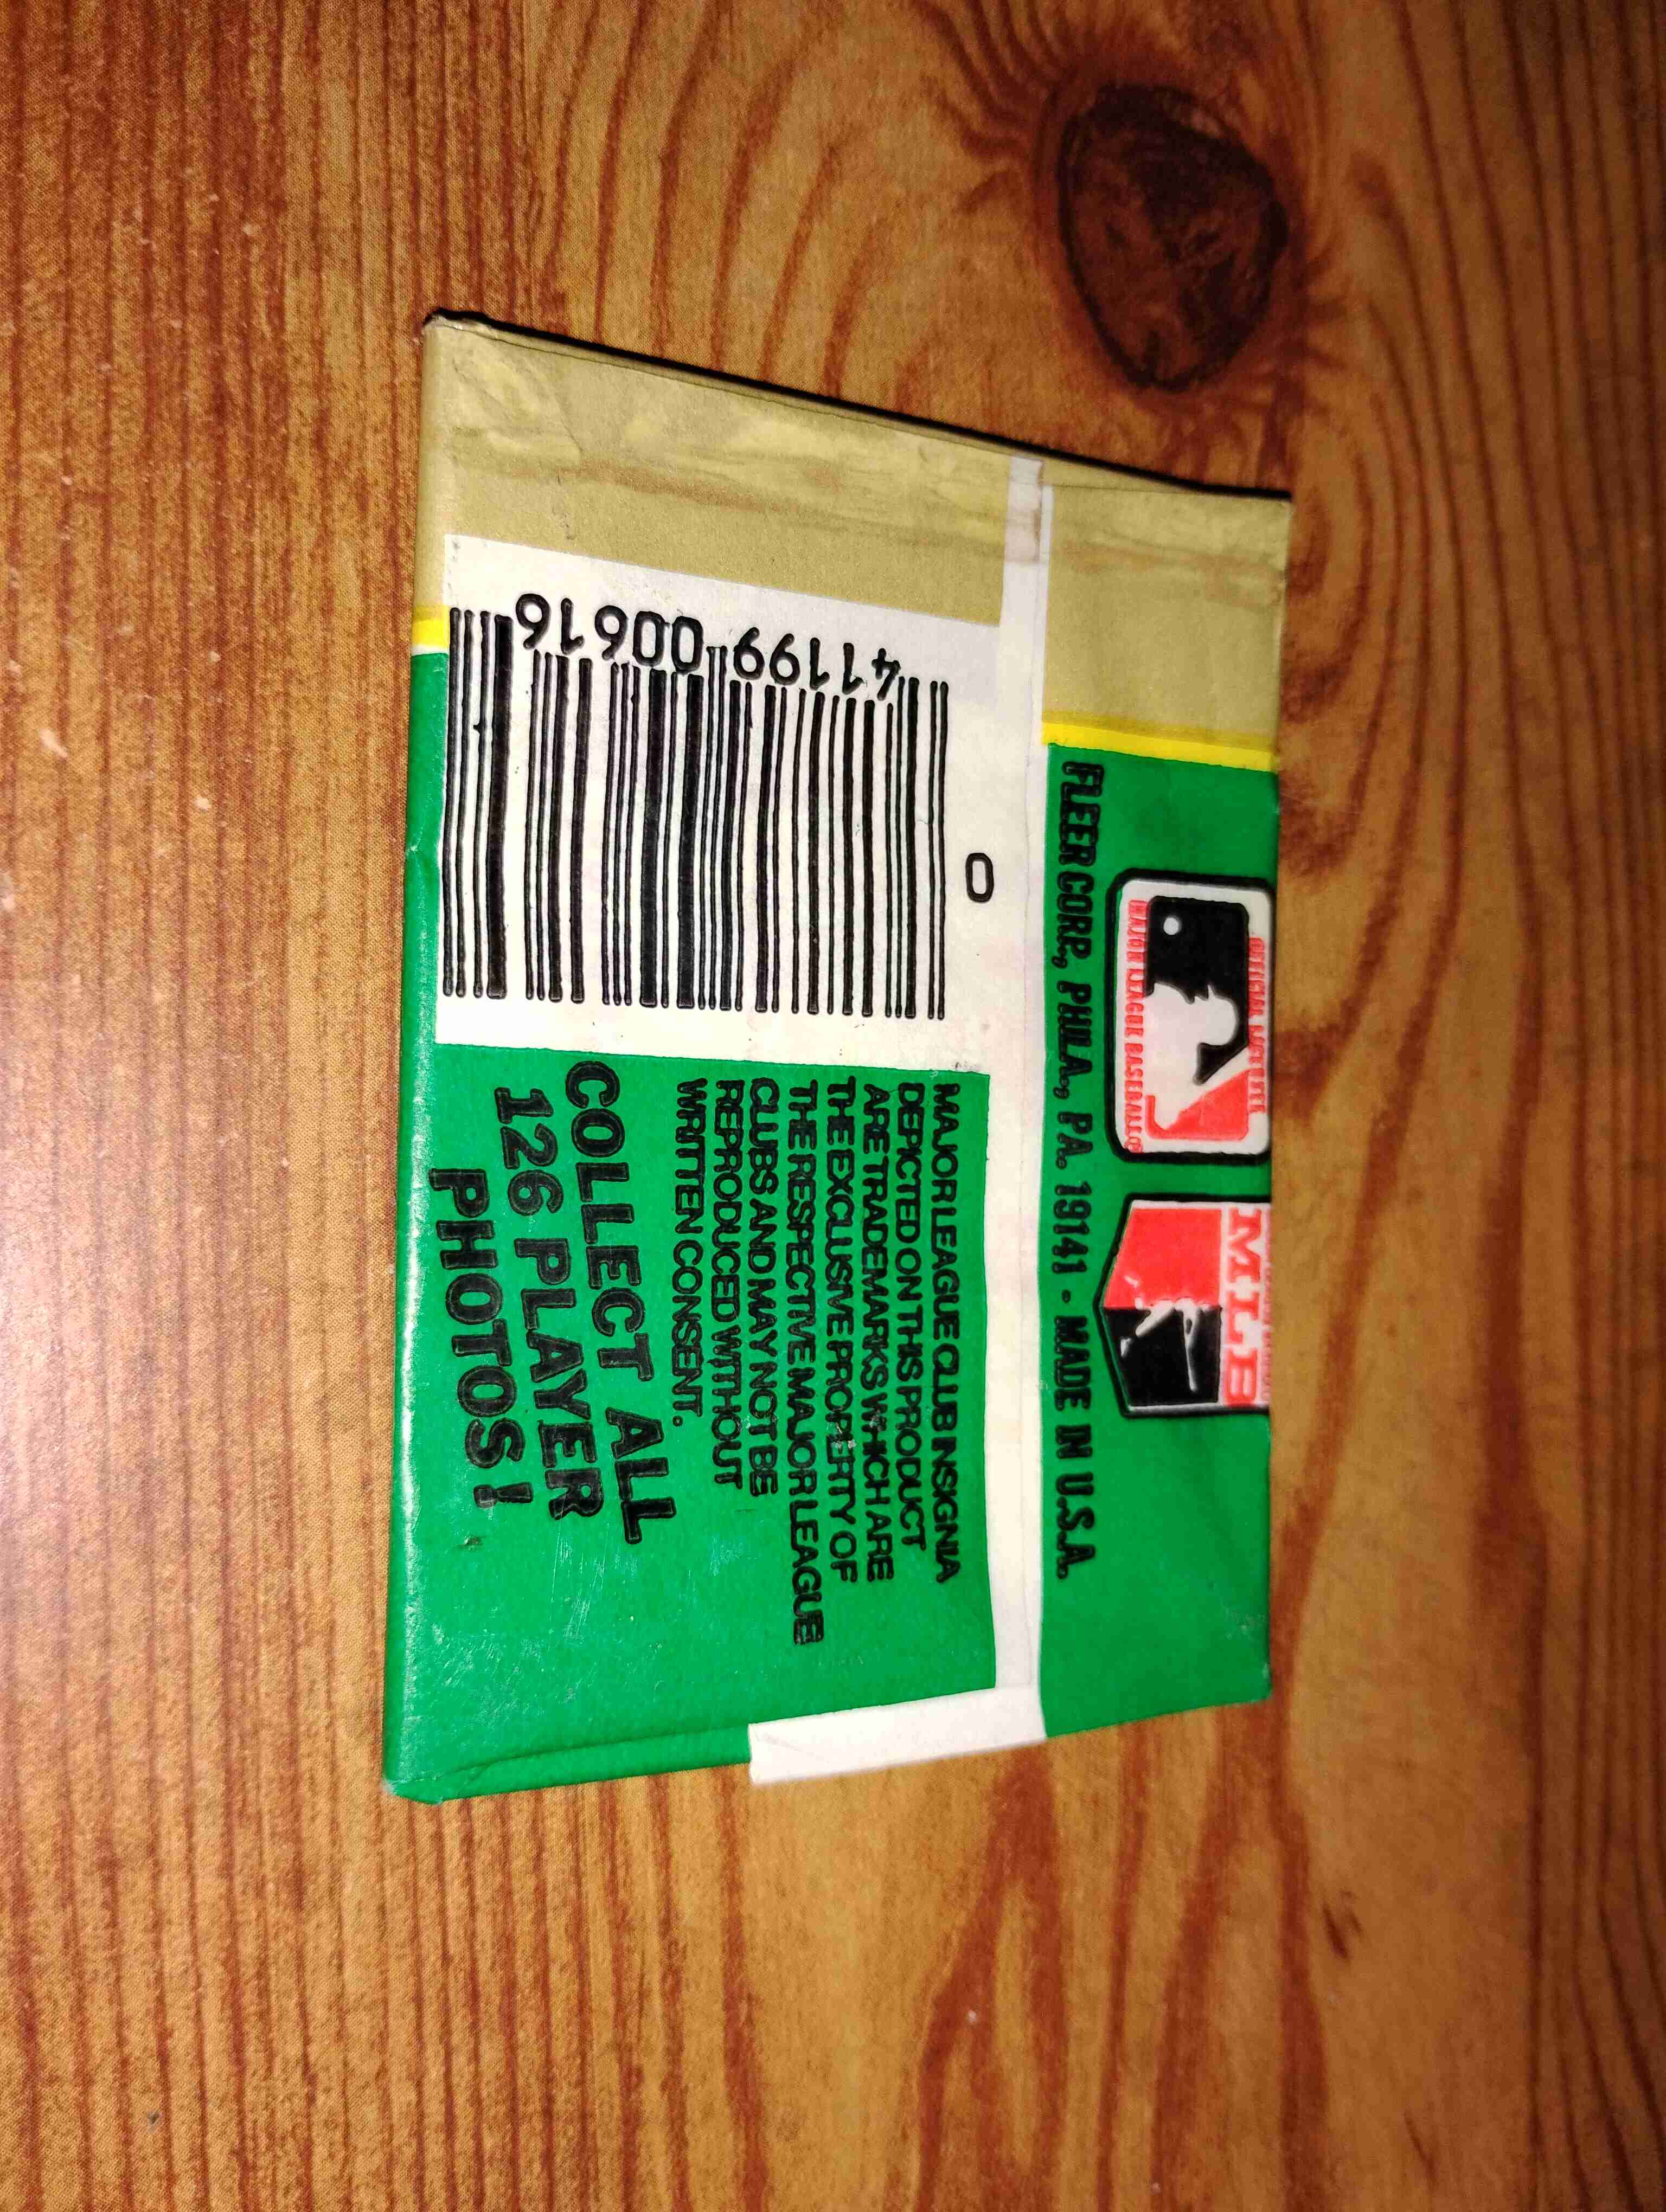 FLEER CORP., PHILA., PA. 19141 - MADE IN U.S.A.
OFFICIAL LICENSEE
MAJOR LEAGUE BASEBALL®
MLB
MAJOR LEAGUE CLUB INSIGNIA
DEPICTED ON THIS PRODUCT
ARE TRADEMARKS WHICH ARE
THE EXCLUSIVE PROPERTY OF
THE RESPECTIVE MAJOR LEAGUE
CLUBS AND MAY NOT BE
REPRODUCED WITHOUT
WRITTEN CONSENT.
COLLECT ALL
126 PLAYER
PHOTOS!
0
41199 00616